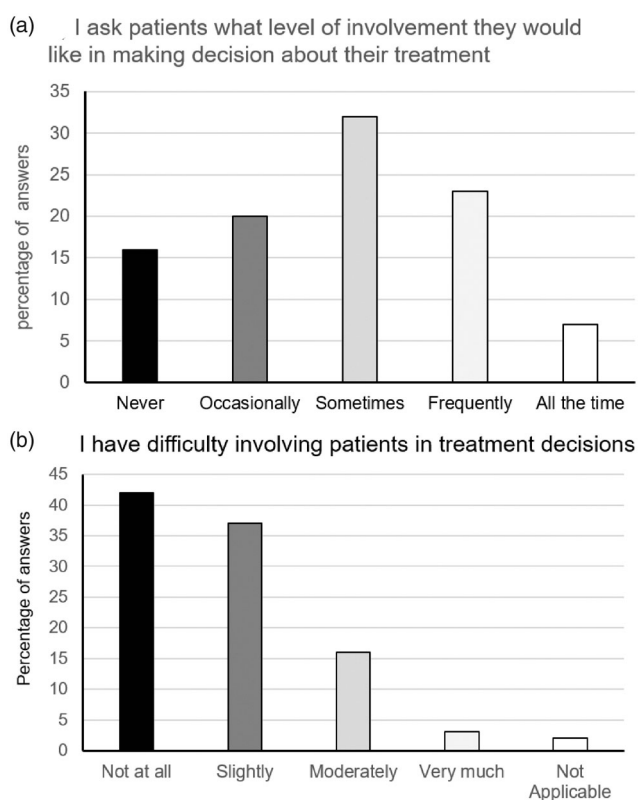 (a)
I ask patients what level of involvement they would
like in making decision about their treatment
percentage of answers
35
30
25
20
15
10
5
0
Never Occasionally Sometimes Frequently All the time
(b)
I have difficulty involving patients in treatment decisions
Percentage of answers
45
40
35
30
25
20
15
10
5
0
Not at all Slightly Moderately Very much Not
Applicable